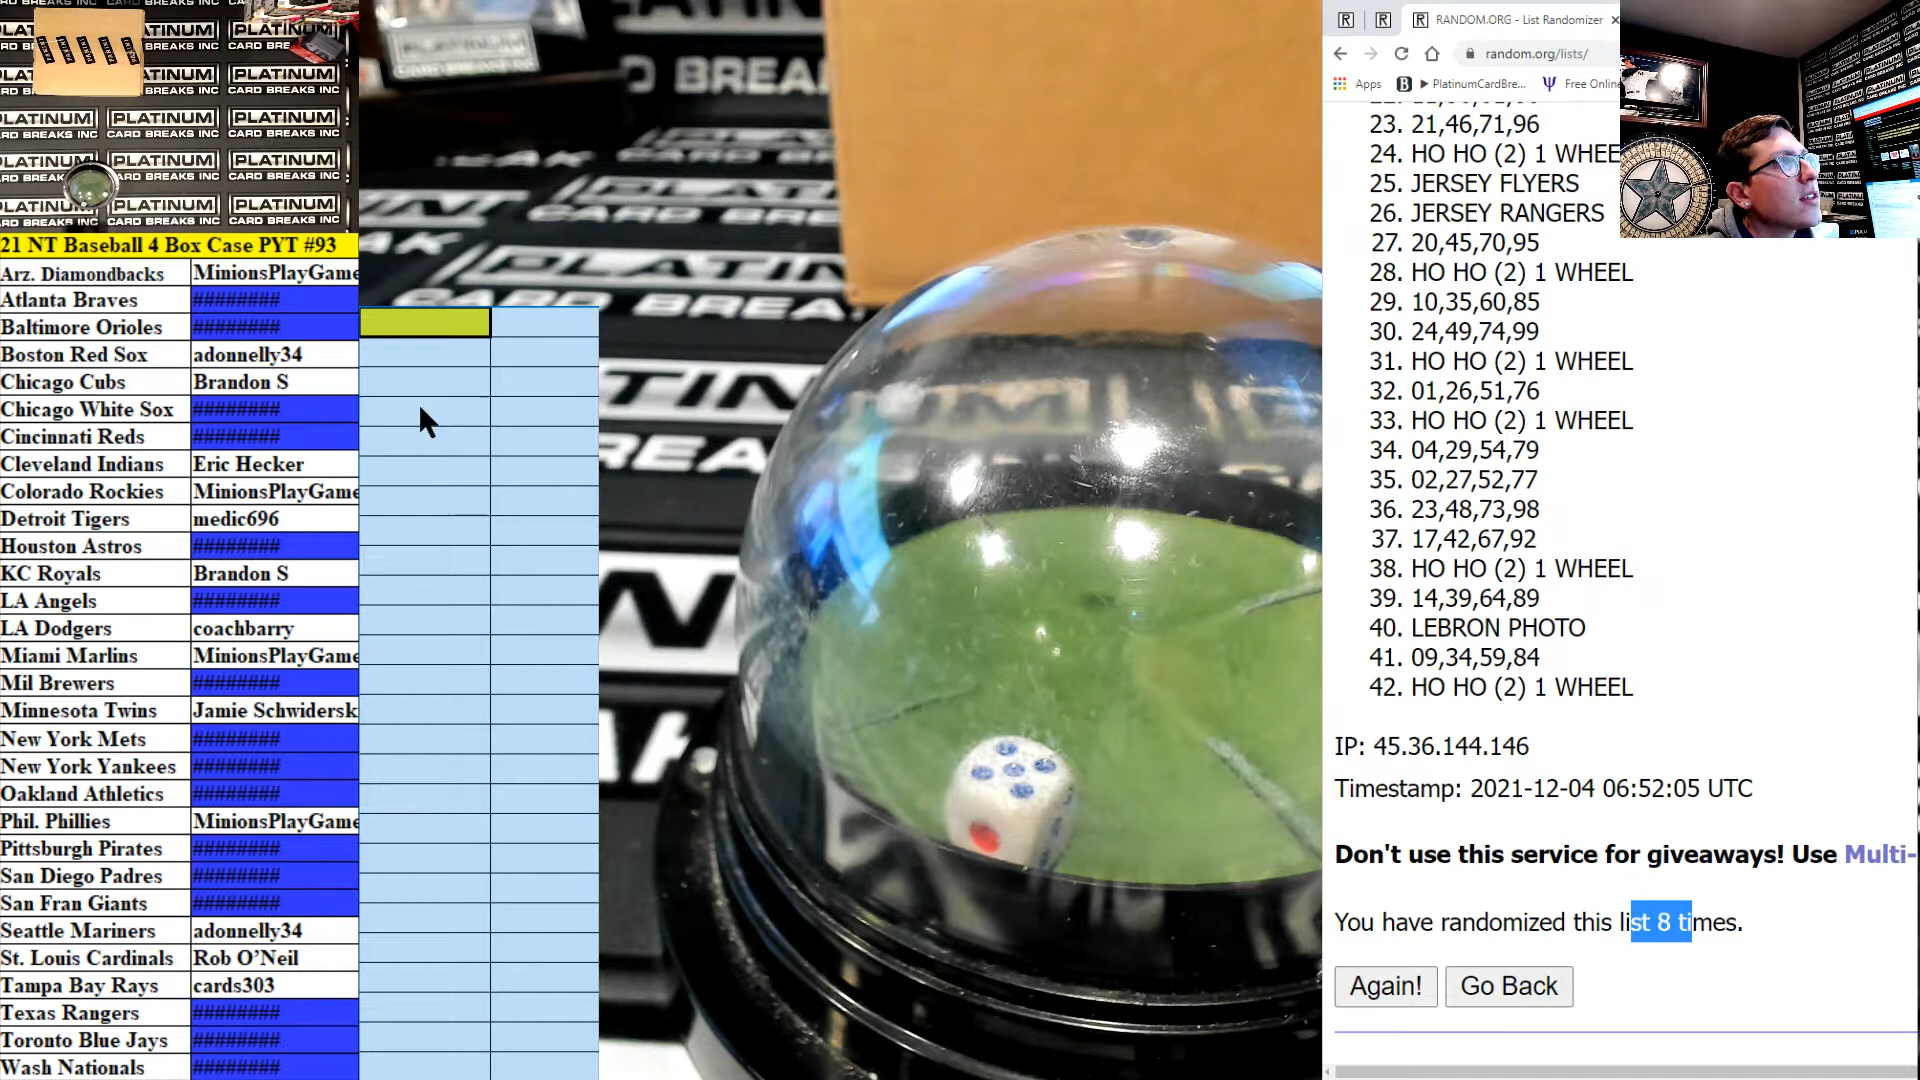 21 NT Baseball 4 Box Case PYT #93
Arz. Diamondbacks MinionsPlayGame
Atlanta Braves ########
Baltimore Orioles ########
Boston Red Sox adonnelly34
Chicago Cubs Brandon S
Chicago White Sox ########
Cincinnati Reds ########
Cleveland Indians Eric Hecker
Colorado Rockies MinionsPlayGame
Detroit Tigers medic696
Houston Astros ########
KC Royals Brandon S
LA Angels ########
LA Dodgers coachbarry
Miami Marlins MinionsPlayGame
Mil Brewers ########
Minnesota Twins Jamie Schwidersk
New York Mets ########
New York Yankees ########
Oakland Athletics ########
Phil. Phillies MinionsPlayGame
Pittsburgh Pirates ########
San Diego Padres ########
San Fran Giants ########
Seattle Mariners adonnelly34
St. Louis Cardinals Rob O’Neil
Tampa Bay Rays cards303
Texas Rangers ########
Toronto Blue Jays ########
Wash Nationals ########
PLATINUM
CARD BREAKS INC
RANDOM.ORG - List Randomizer
random.org/lists/
Apps PlatinumCardBre... Free Online
23. 21,46,71,96
24. HO HO (2) 1 WHEE
25. JERSEY FLYERS
26. JERSEY RANGERS
27. 20,45,70,95
28. HO HO (2) 1 WHEEL
29. 10,35,60,85
30. 24,49,74,99
31. HO HO (2) 1 WHEEL
32. 01,26,51,76
33. HO HO (2) 1 WHEEL
34. 04,29,54,79
35. 02,27,52,77
36. 23,48,73,98
37. 17,42,67,92
38. HO HO (2) 1 WHEEL
39. 14,39,64,89
40. LEBRON PHOTO
41. 09,34,59,84
42. HO HO (2) 1 WHEEL
IP: 45.36.144.146
Timestamp: 2021-12-04 06:52:05 UTC
Don't use this service for giveaways! Use Multi-
You have randomized this list 8 times.
Again! Go Back